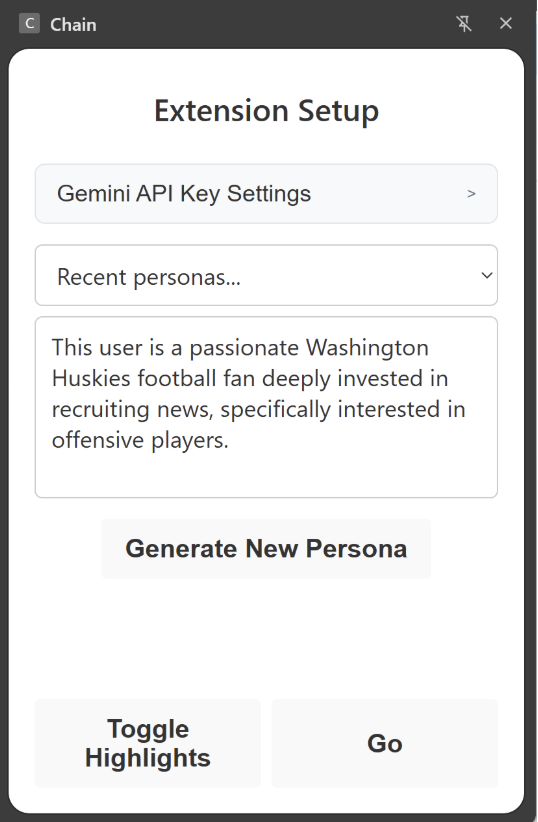 C Chain
Extension Setup
Gemini API Key Settings >
Recent personas...
This user is a passionate Washington
Huskies football fan deeply invested in
recruiting news, specifically interested in
offensive players.
Generate New Persona
Toggle
Highlights
Go